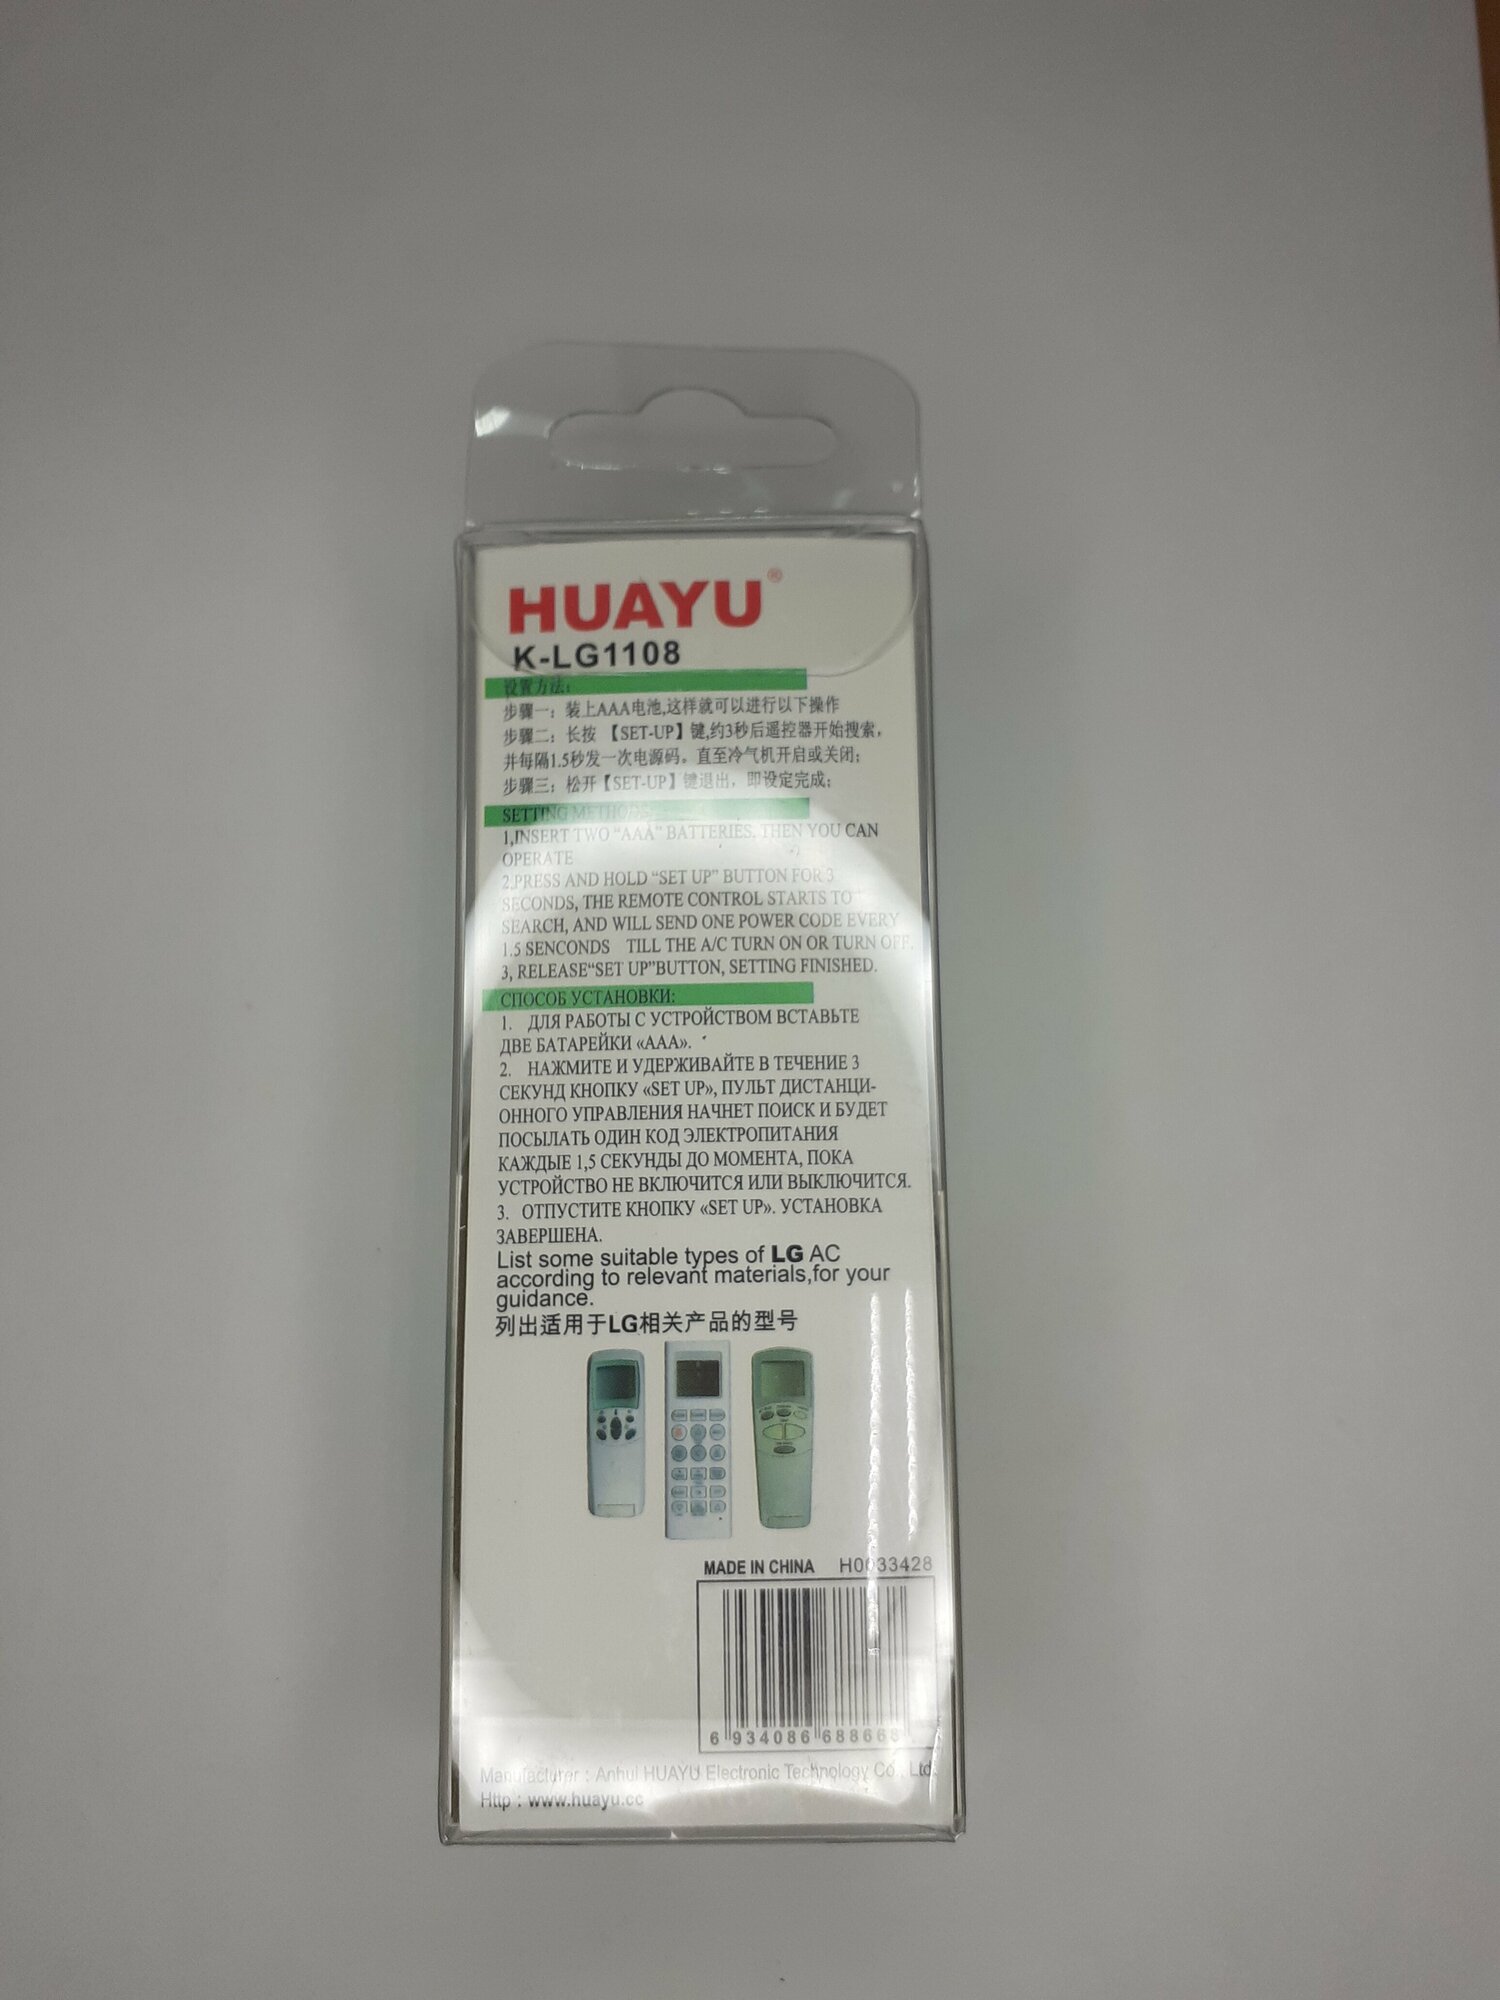 HUAYU®
K-LG1108
设置方法:
步骤一：装上AAA电池,这样就可以进行以下操作
步骤二：长按【SET-UP】键,约3秒后遥控器开始搜索，
并每隔1.5秒发一次电源码。直至冷气机开启或关闭；
步骤三：松开【SET-UP】键退出，即设定完成；
SETTING METHODS:
1,INSERT TWO “AAA” BATTERIES. THEN YOU CAN
OPERATE
2.PRESS AND HOLD “SET UP” BUTTON FOR 3
SECONDS, THE REMOTE CONTROL STARTS TO
SEARCH, AND WILL SEND ONE POWER CODE EVERY
1.5 SENCONDS TILL THE A/C TURN ON OR TURN OFF.
3, RELEASE“SET UP”BUTTON, SETTING FINISHED.
СПОСОБ УСТАНОВКИ:
1. ДЛЯ РАБОТЫ С УСТРОЙСТВОМ ВСТАВЬТЕ
ДВЕ БАТАРЕЙКИ «AAA».
2. НАЖМИТЕ И УДЕРЖИВАЙТЕ В ТЕЧЕНИЕ 3
СЕКУНД КНОПКУ «SET UP», ПУЛЬТ ДИСТАНЦИ-
ОННОГО УПРАВЛЕНИЯ НАЧНЕТ ПОИСК И БУДЕТ
ПОСЫЛАТЬ ОДИН КОД ЭЛЕКТРОПИТАНИЯ
КАЖДЫЕ 1,5 СЕКУНДЫ ДО МОМЕНТА, ПОКА
УСТРОЙСТВО НЕ ВКЛЮЧИТСЯ ИЛИ ВЫКЛЮЧИТСЯ.
3. ОТПУСТИТЕ КНОПКУ «SET UP». УСТАНОВКА
ЗАВЕРШЕНА.
List some suitable types of LG AC
according to relevant materials,for your
guidance.
列出适用于LG相关产品的型号
MADE IN CHINA H0033428
6 934086 688668
Manufacturer : Anhui HUAYU Electronic Technology Co., Ltd.
Http : www.huayu.cc